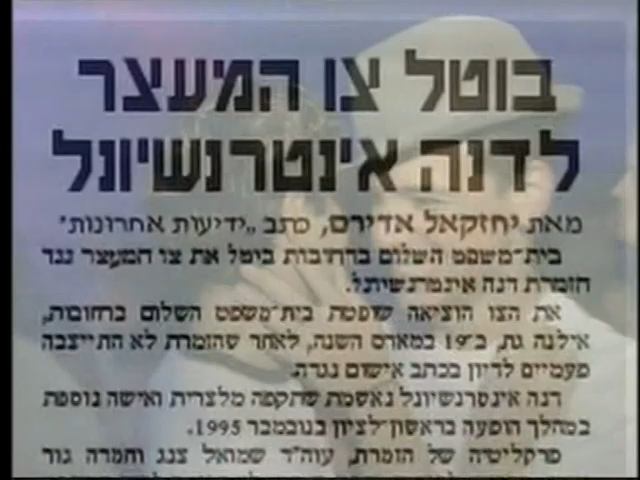 בוטל צו המעצר
לדנה אינטרנשיונל
מאת יחזקאל אדירם, כתב „ידיעות אחרונות״
בית־משפט השלום ברחובות ביטל את צו המעצר נגד
הזמרת דנה אינטרנשיונל.
את הצו הוציאה שופטת בית־משפט השלום ברחובות,
אילנה גת, ב־19 במארס השנה, לאחר שהזמרת לא התייצבה
פעמיים לדיון בכתב אישום נגדה.
דנה אינטרנשיונל נאשמת שתקפה מלצרית ואישה נוספת
במהלך הופעה בראשון־לציון בנובמבר 1995.
פרקליטיה של הזמרת, עוה״ד שמואל צנג ותמרה גור